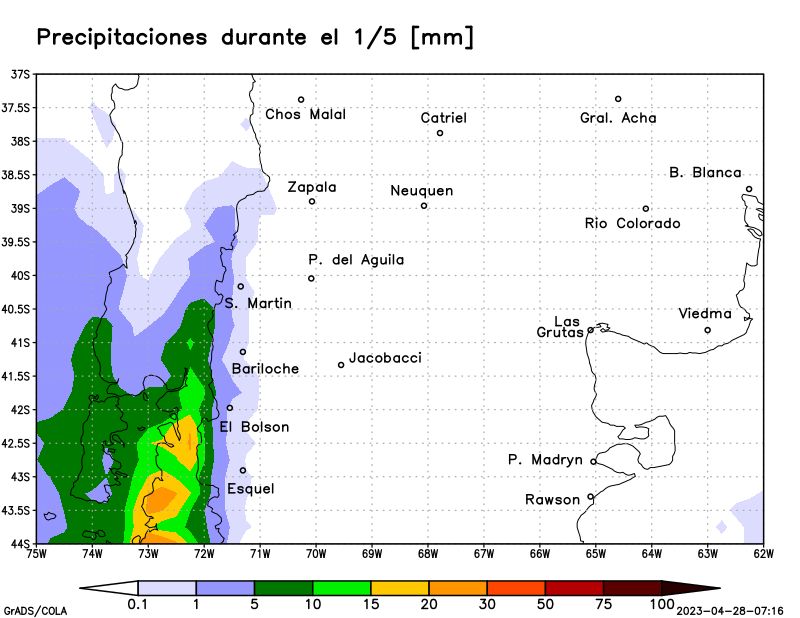 Precipitaciones durante el 1/5 [mm]
37S
Chos Malal
Gral. Acha
37.5S
Catriel
38S
B. Blanca
38.5S
Zapala
Neuquen
39S
Rio Colorado
39.5S
P. del Aguila
40S
S. Martin
40.5S
Viedma
Las
Grutas
41S
Jacobacci
Bariloche
41.5S
42S
El Bolson
42.5S
P. Madryn
43S
Esquel
Rawson
43.5S
44S
75W 74W 73W 72W 71W 70W 69W 68W 67W 66W 65W 64W 63W 62W
0.1 1 5 10 15 20 30 50 75 100
GrADS/COLA
2023-04-28-07:16